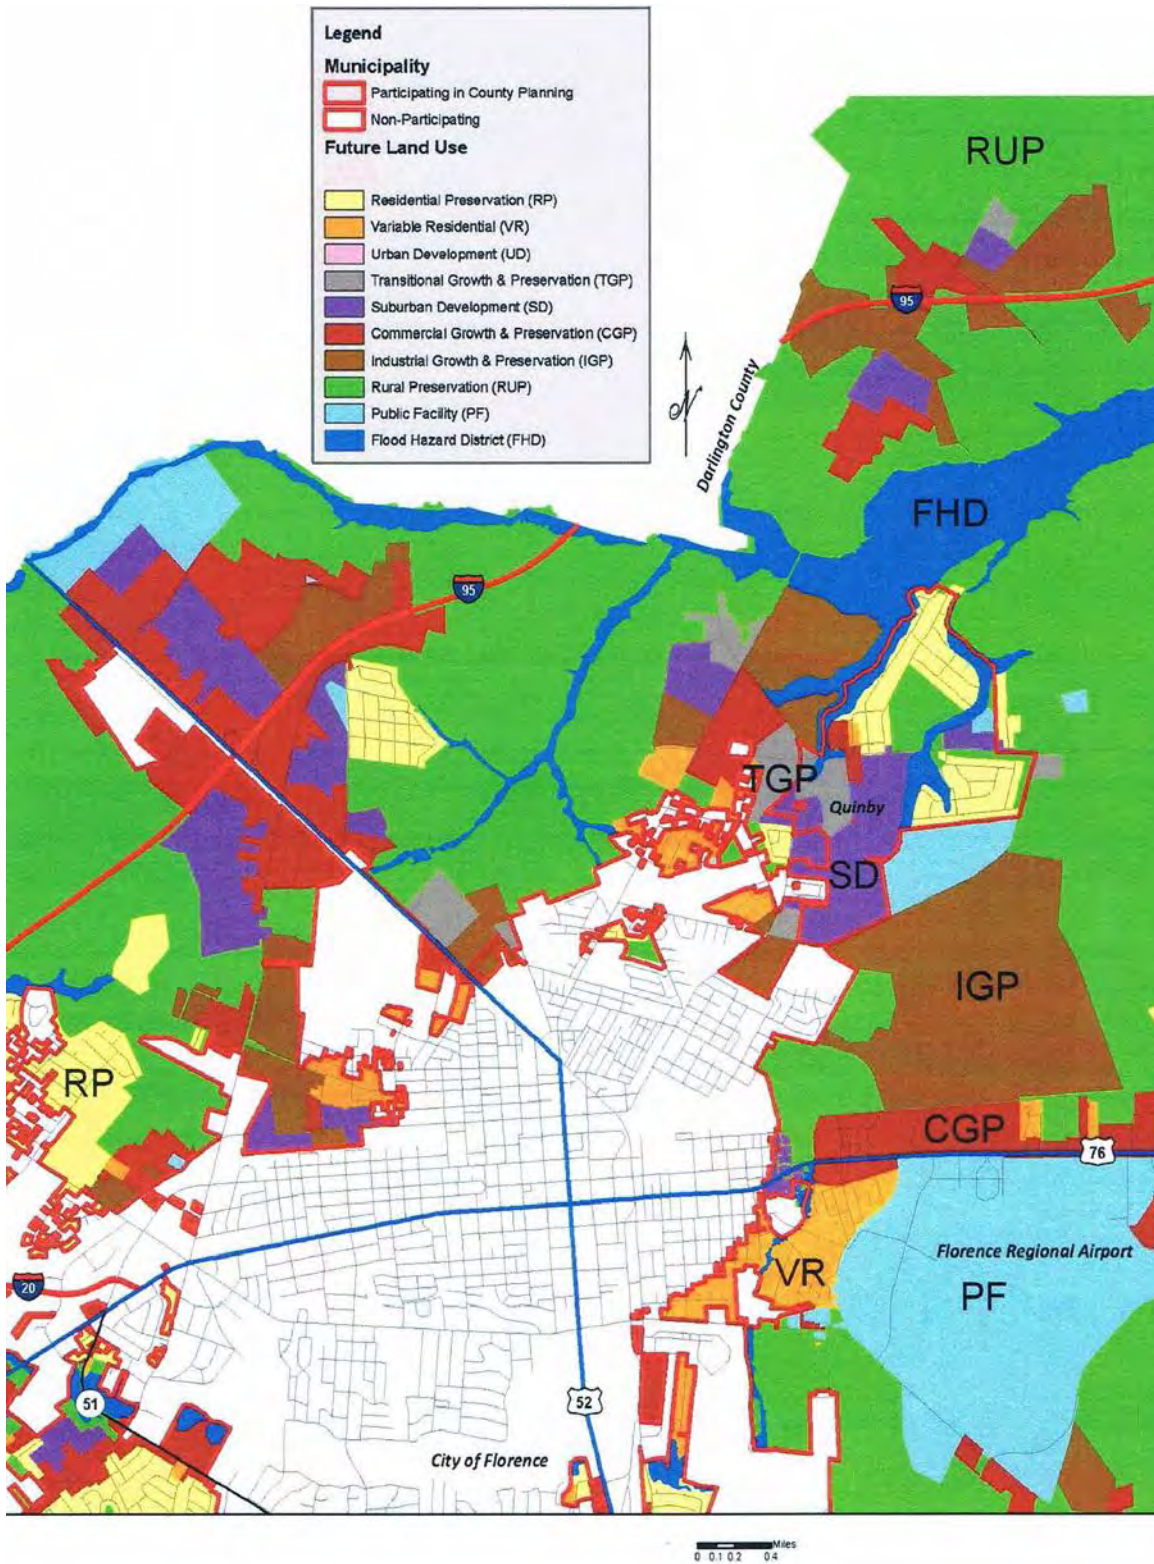 Legend
Municipality
Participating in County Planning
Non-Participating
Future Land Use
Residential Preservation (RP)
Variable Residential (VR)
Urban Development (UD)
Transitional Growth & Preservation (TGP)
Suburban Development (SD)
Commercial Growth & Preservation (CGP)
Industrial Growth & Preservation (IGP)
Rural Preservation (RUP)
Public Facility (PF)
Flood Hazard District (FHD)
RUP
95
N
Darlington County
FHD
95
TGP
Quinby
SD
IGP
RP
CGP
76
Florence Regional Airport
VR
PF
20
51
52
City of Florence
Miles
0 0.1 0.2 0.4